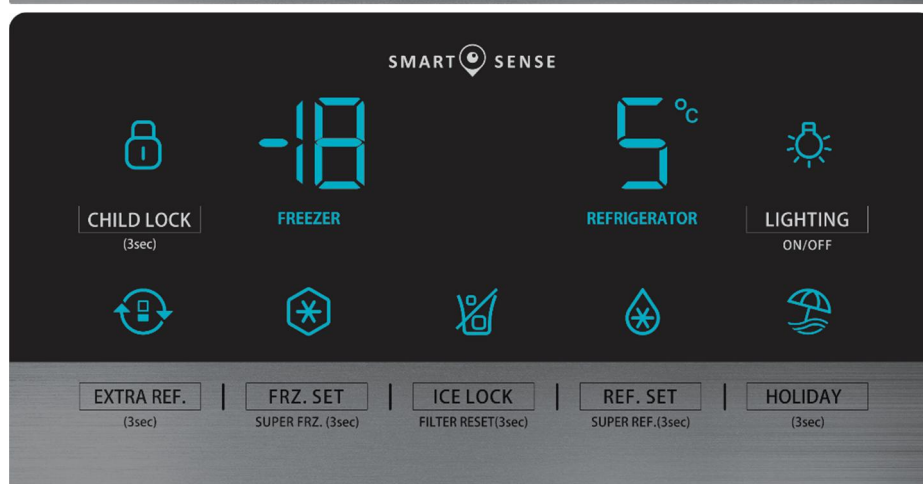 SMART SENSE
-18
5 °C
FREEZER
REFRIGERATOR
CHILD LOCK
(3sec)
LIGHTING
ON/OFF
EXTRA REF.
(3sec)
FRZ. SET
SUPER FRZ. (3sec)
ICE LOCK
FILTER RESET(3sec)
REF. SET
SUPER REF.(3sec)
HOLIDAY
(3sec)